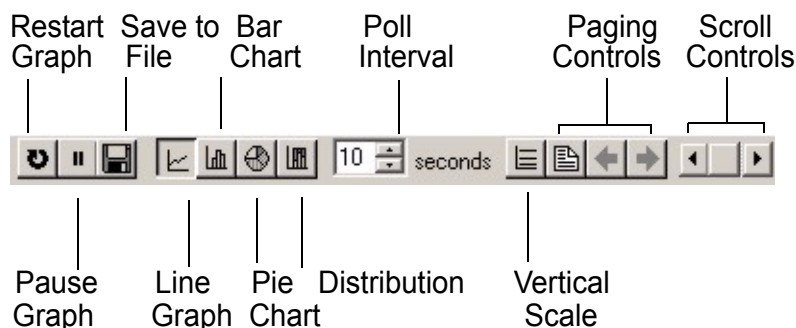 Restart Save to Bar Poll Paging Scroll
Graph File Chart Interval Controls Controls
10 seconds
Pause Line Pie Distribution Vertical
Graph Graph Chart Scale